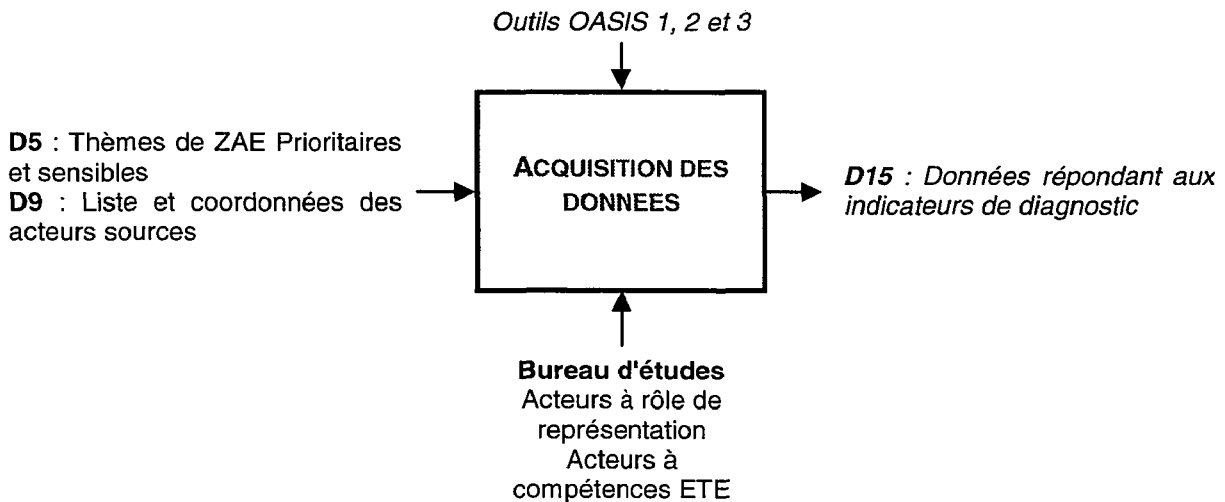 Outils OASIS 1, 2 et 3
D5 : Thèmes de ZAE Prioritaires
et sensibles
D9 : Liste et coordonnées des
acteurs sources
ACQUISITION DES
DONNEES
D15 : Données répondant aux
indicateurs de diagnostic
Bureau d'études
Acteurs à rôle de
représentation
Acteurs à
compétences ETE